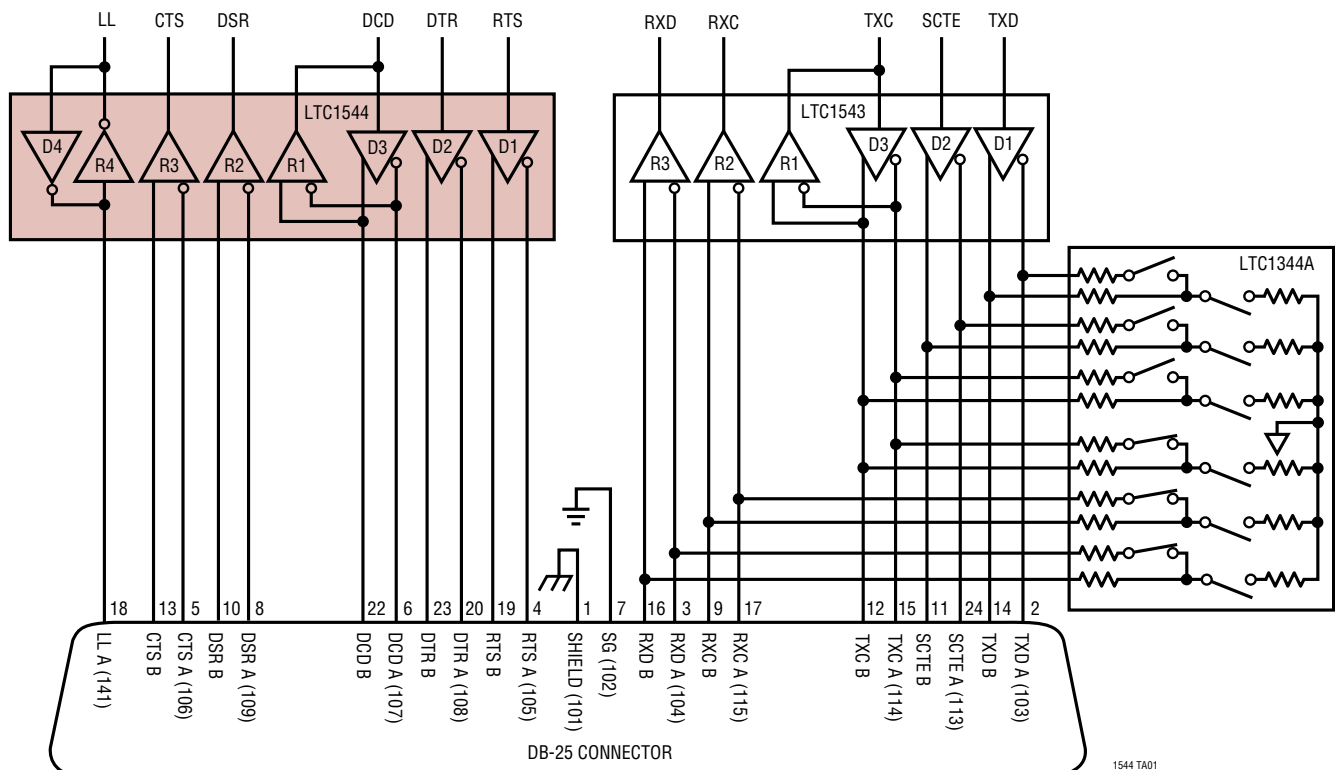 LL CTS DSR DCD DTR RTS RXD RXC TXC SCTE TXD
LTC1544 LTC1543
D4 R4 R3 R2 R1 D3 D2 D1 R3 R2 R1 D3 D2 D1
LTC1344A
18 13 5 10 8 22 6 23 20 19 4 1 7 16 3 9 17 12 15 11 24 14 2
LL A (141)
CTS B
CTS A (106)
DSR B
DSR A (109)
DCD B
DCD A (107)
DTR B
DTR A (108)
RTS B
RTS A (105)
SHIELD (101)
SG (102)
RXD B
RXD A (104)
RXC B
RXC A (115)
TXC B
TXC A (114)
SCTE B
SCTE A (113)
TXD B
TXD A (103)
DB-25 CONNECTOR
1544 TA01